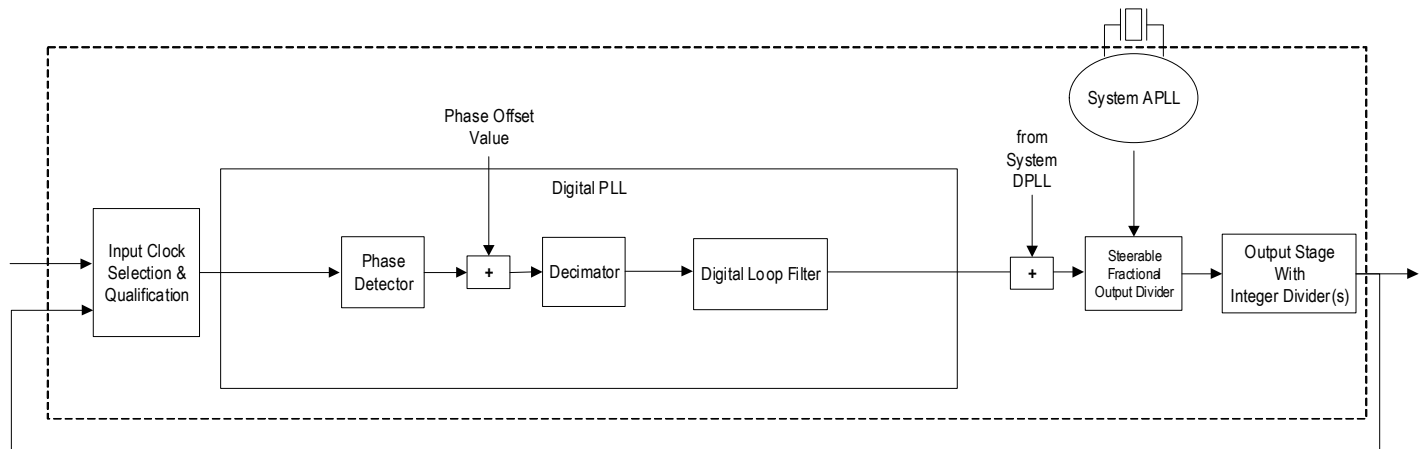 System APLL
Phase Offset
Value
from
System
DPLL
Digital PLL
Input Clock
Selection &
Qualification
Phase
Detector
+
Decimator
Digital Loop Filter
+
Steerable
Fractional
Output Divider
Output Stage
With
Integer Divider(s)